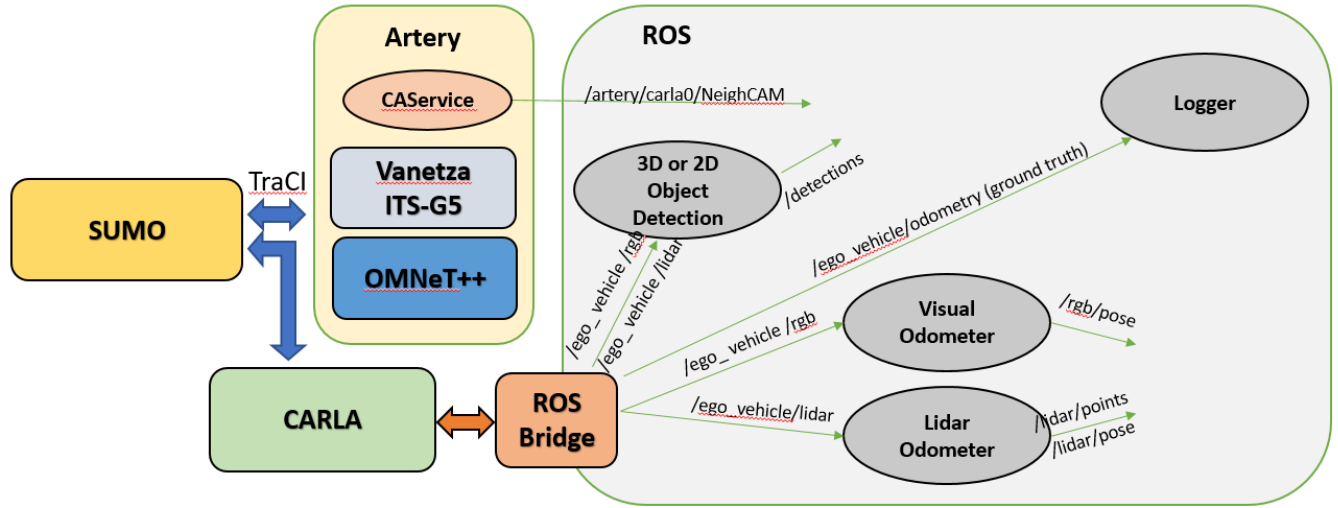 Artery
CAService
Vanetza
ITS-G5
OMNeT++
TraCI
SUMO
CARLA
ROS
Bridge
ROS
/artery/carla0/NeighCAM
3D or 2D
Object
Detection
/detections
/ego_ vehicle /rgb
/ego_ vehicle /lidar
/ego_vehicle/odometry (ground truth)
Logger
/ego_ vehicle /rgb
Visual
Odometer
/rgb/pose
/ego_vehicle/lidar
Lidar
Odometer
/lidar/points
/lidar/pose